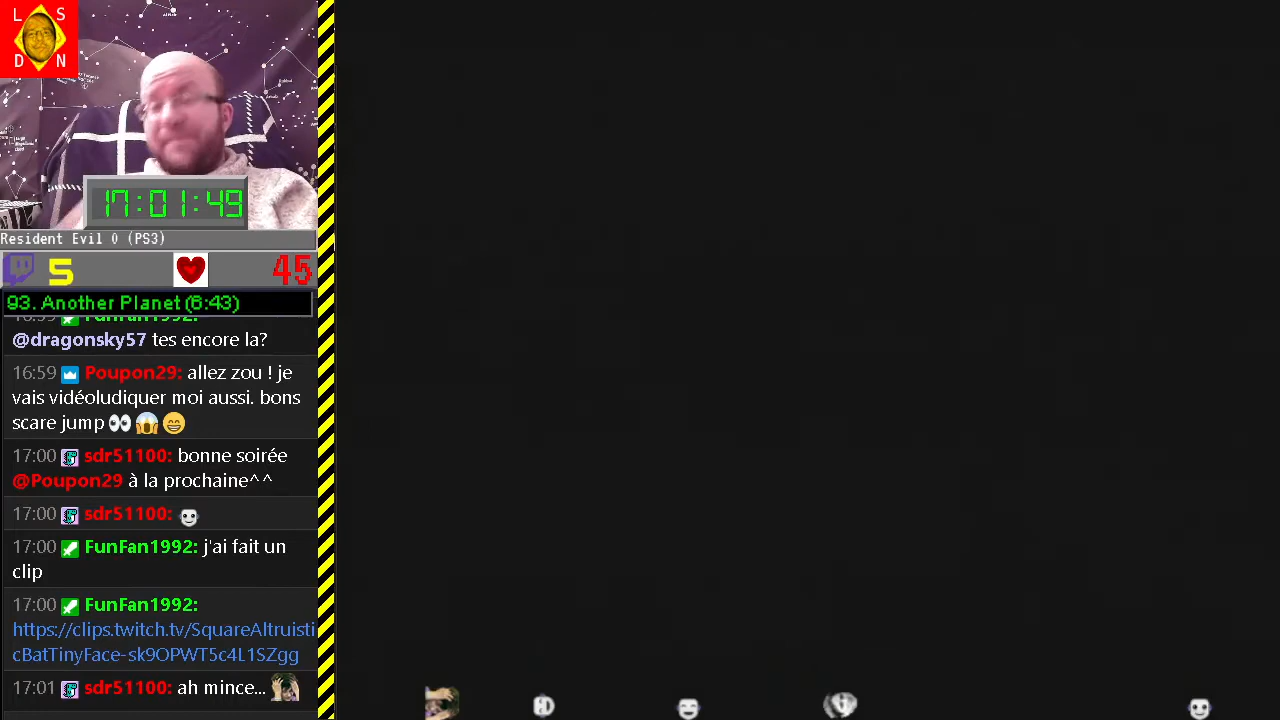 L S
D N
17:01:49
Resident Evil 0 (PS3)
5 45
93. Another Planet (6:43)
FunFan1992:
@dragonsky57 tes encore la?
16:59 Poupon29: allez zou ! je
vais vidéoludiquer moi aussi. bons
scare jump 👀 😱 😄
17:00 sdr51100: bonne soirée
@Poupon29 à la prochaine^^
17:00 sdr51100:
17:00 FunFan1992: j'ai fait un
clip
17:00 FunFan1992:
https://clips.twitch.tv/SquareAltruisti
cBatTinyFace-sk9OPWT5c4L1SZgg
17:01 sdr51100: ah mince...